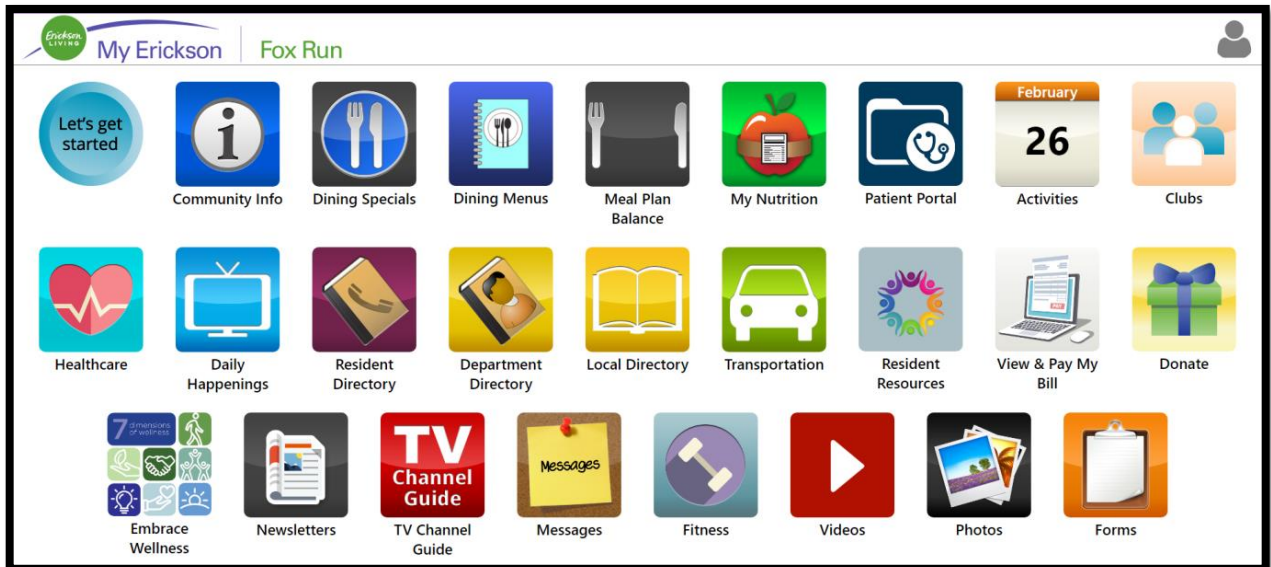 Erickson
LIVING
My Erickson
Fox Run
Let's get
started
Community Info
Dining Specials
Dining Menus
Meal Plan
Balance
My Nutrition
Patient Portal
February
26
Activities
Clubs
Healthcare
Daily
Happenings
Resident
Directory
Department
Directory
Local Directory
Transportation
Resident
Resources
PAY
View & Pay My
Bill
Donate
7 dimensions
of wellness
Embrace
Wellness
Newsletters
TV
Channel
Guide
TV Channel
Guide
Messages
Messages
Fitness
Videos
Photos
Forms